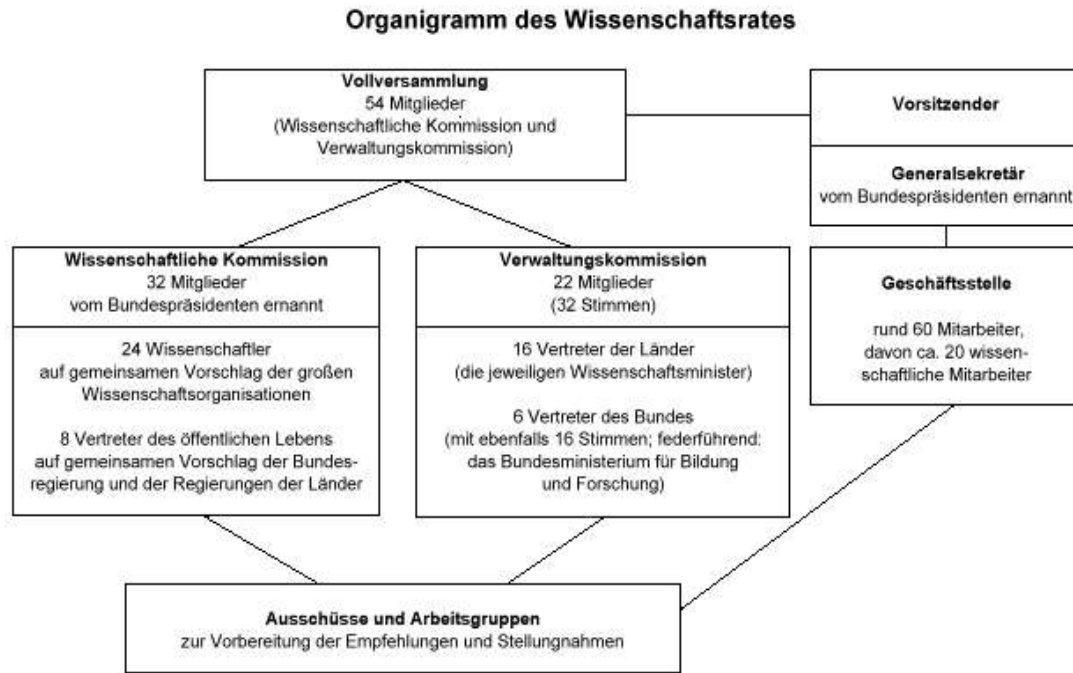 Organigramm des Wissenschaftsrates
Vollversammlung
54 Mitglieder
(Wissenschaftliche Kommission und
Verwaltungskommission)
Vorsitzender
Generalsekretär
vom Bundespräsidenten ernannt
Wissenschaftliche Kommission
32 Mitglieder
vom Bundespräsidenten ernannt
24 Wissenschaftler
auf gemeinsamen Vorschlag der großen
Wissenschaftsorganisationen
8 Vertreter des öffentlichen Lebens
auf gemeinsamen Vorschlag der Bundes-
regierung und der Regierungen der Länder
Verwaltungskommission
22 Mitglieder
(32 Stimmen)
16 Vertreter der Länder
(die jeweiligen Wissenschaftsminister)
6 Vertreter des Bundes
(mit ebenfalls 16 Stimmen; federführend:
das Bundesministerium für Bildung
und Forschung)
Geschäftsstelle
rund 60 Mitarbeiter,
davon ca. 20 wissen-
schaftliche Mitarbeiter
Ausschüsse und Arbeitsgruppen
zur Vorbereitung der Empfehlungen und Stellungnahmen